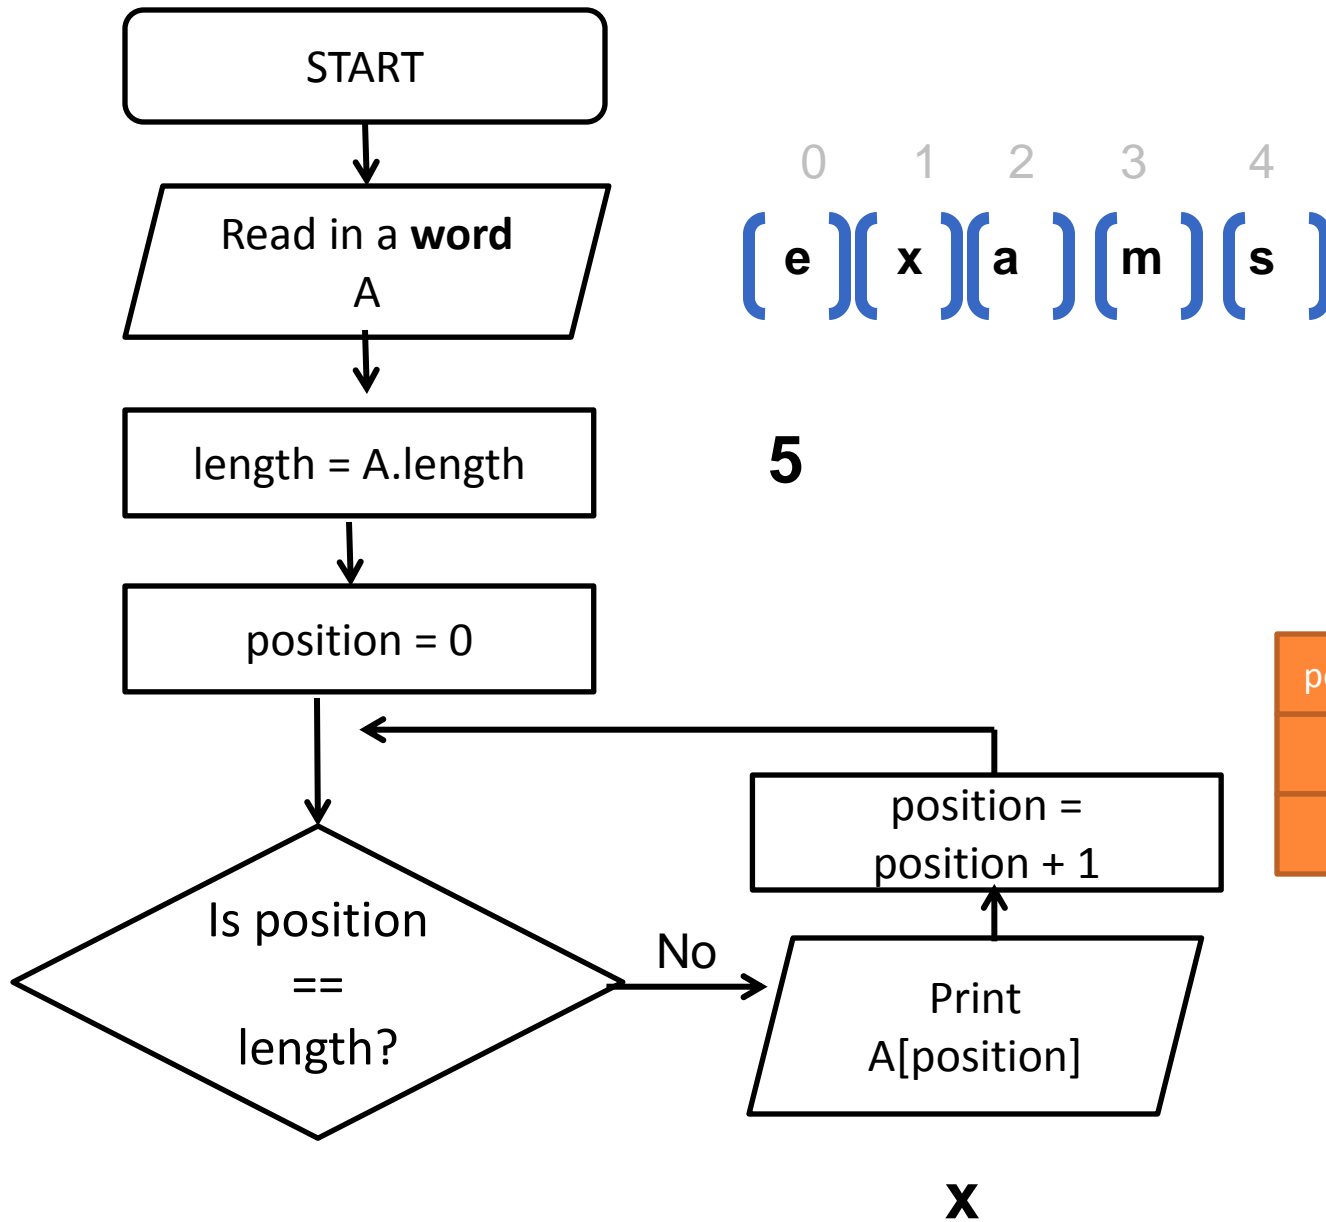 START
0 1 2 3 4
Read in a word
A
e x a m s
length = A.length
5
position = 0
position =
position + 1
Is position
==
length?
No
Print
A[position]
x